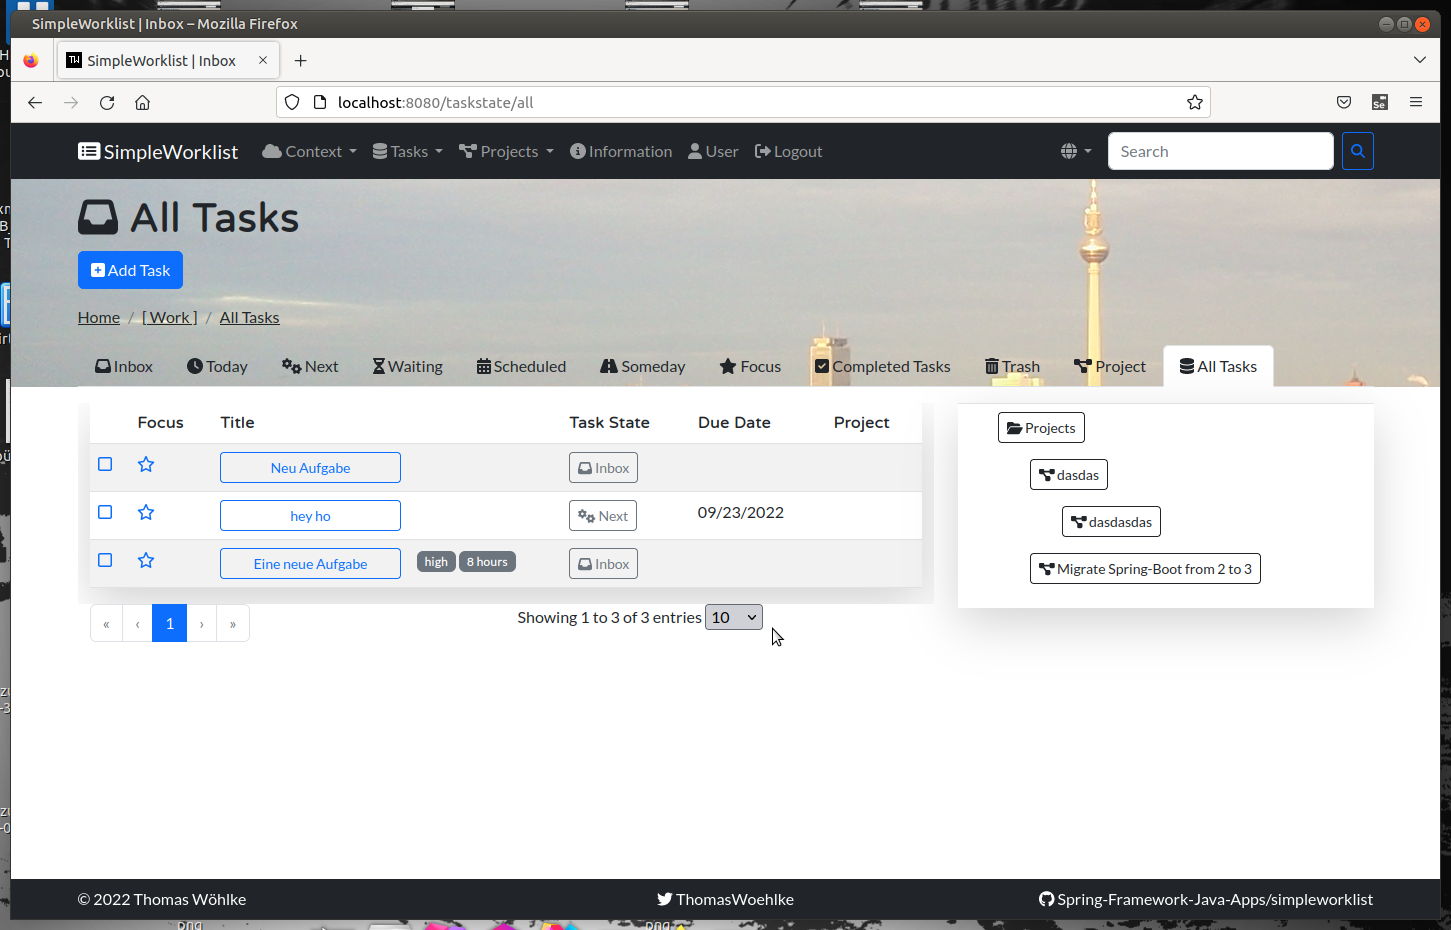 SimpleWorklist | Inbox – Mozilla Firefox
TW SimpleWorklist | Inbox
localhost:8080/taskstate/all
Se
SimpleWorklist Context Tasks Projects Information User Logout Search
All Tasks
Add Task
Home / [ Work ] / All Tasks
Inbox Today Next Waiting Scheduled Someday Focus Completed Tasks Trash Project All Tasks
Focus Title Task State Due Date Project
Neu Aufgabe Inbox
hey ho Next 09/23/2022
Eine neue Aufgabe high 8 hours Inbox
« ‹ 1 › »
Showing 1 to 3 of 3 entries 10
Projects
dasdas
dasdasdas
Migrate Spring-Boot from 2 to 3
© 2022 Thomas Wöhlke ThomasWoehlke Spring-Framework-Java-Apps/simpleworklist
png png